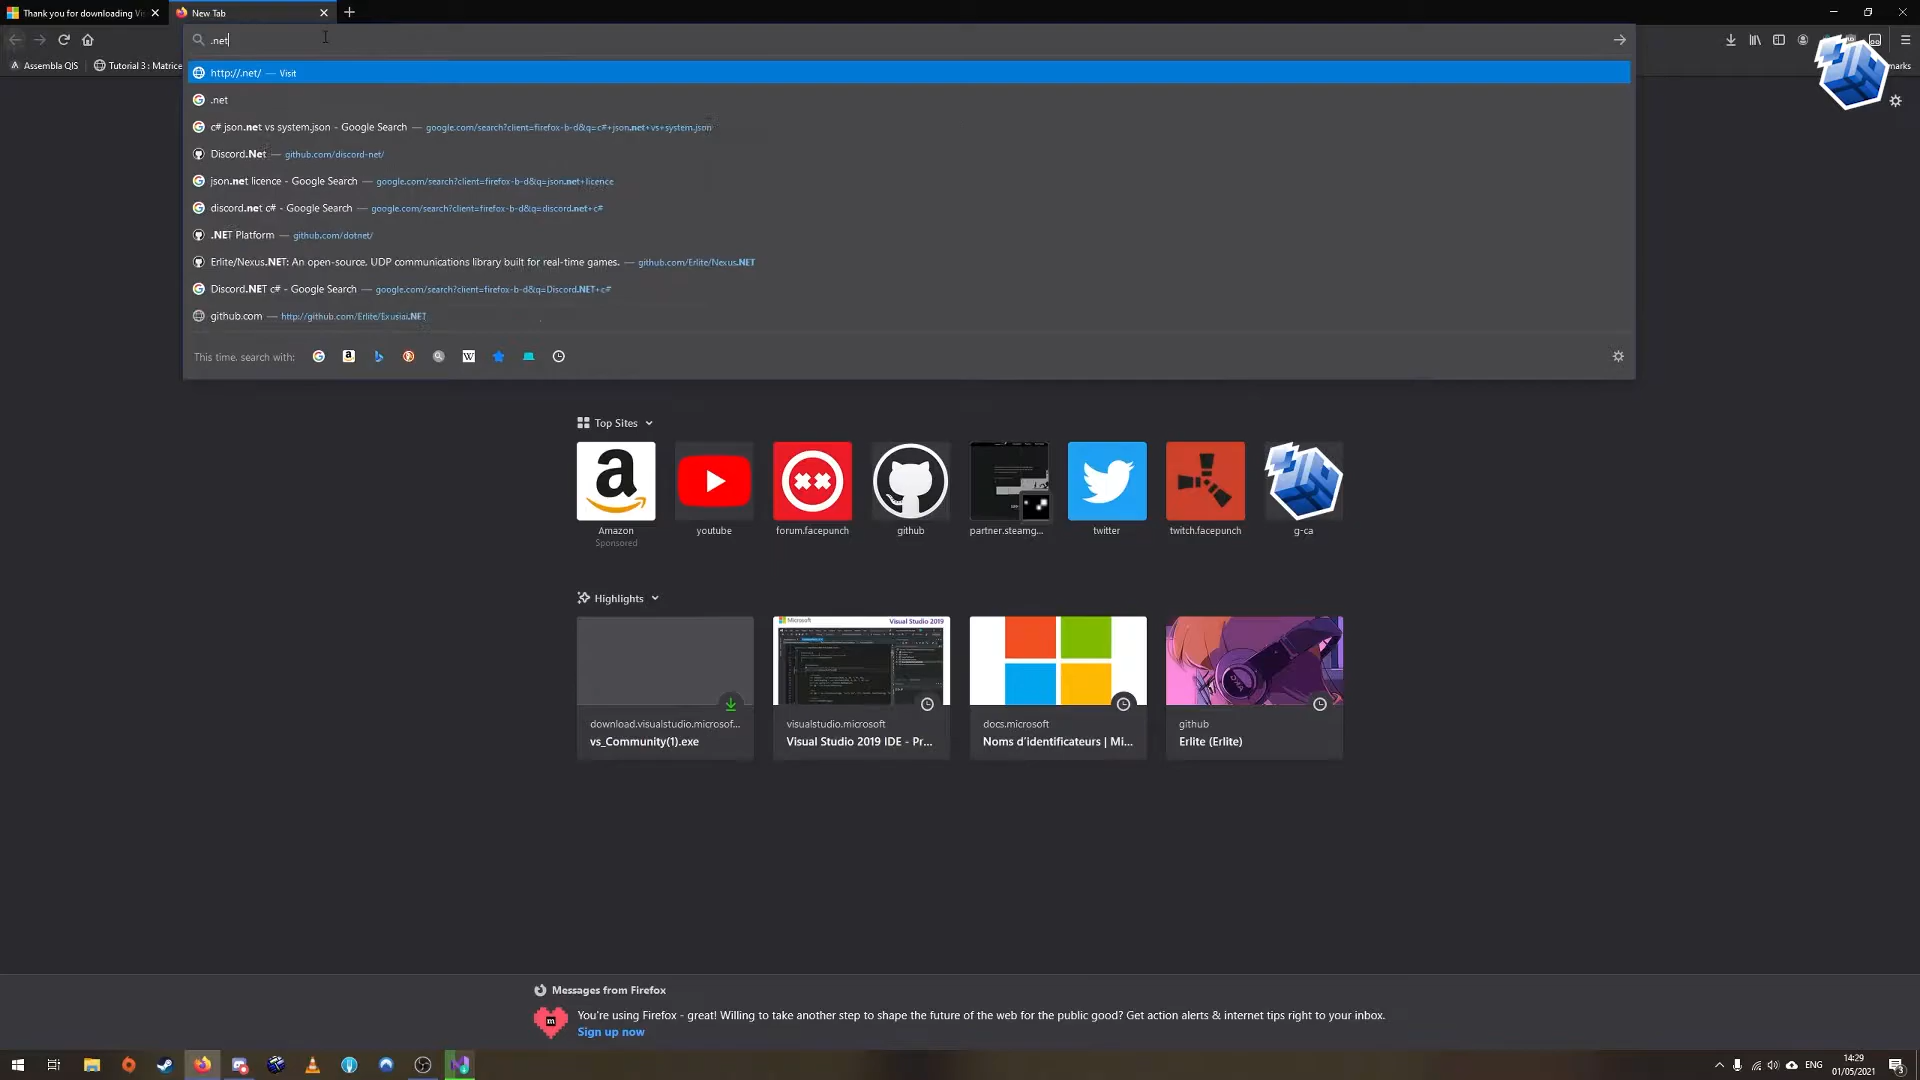 Thank you for downloading Vi
New Tab
.net
Assembla QIS
Tutorial 3 : Matrice
marks
http://.net/ — Visit
.net
c# json.net vs system.json - Google Search — google.com/search?client=firefox-b-d&q=c#+json.net+vs+system.json
Discord.Net — github.com/discord-net/
json.net licence - Google Search — google.com/search?client=firefox-b-d&q=json.net+licence
discord.net c# - Google Search — google.com/search?client=firefox-b-d&q=discord.net+c#
.NET Platform — github.com/dotnet/
Erlite/Nexus.NET: An open-source. UDP communications library built for real-time games. — github.com/Erlite/Nexus.NET
Discord.NET c# - Google Search — google.com/search?client=firefox-b-d&q=Discord.NET+c#
github.com — http://github.com/Erlite/Exusiai.NET
This time, search with:
Top Sites
Amazon
Sponsored
youtube
forum.facepunch
github
partner.steamg...
twitter
twitch.facepunch
g-ca
Highlights
Microsoft
Visual Studio 2019
download.visualstudio.microsof...
vs_Community(1).exe
visualstudio.microsoft
Visual Studio 2019 IDE - Pr...
docs.microsoft
Noms d'identificateurs | Mi...
github
Erlite (Erlite)
Messages from Firefox
You're using Firefox - great! Willing to take another step to shape the future of the web for the public good? Get action alerts & internet tips right to your inbox.
Sign up now
ENG
14:29
01/05/2021
3